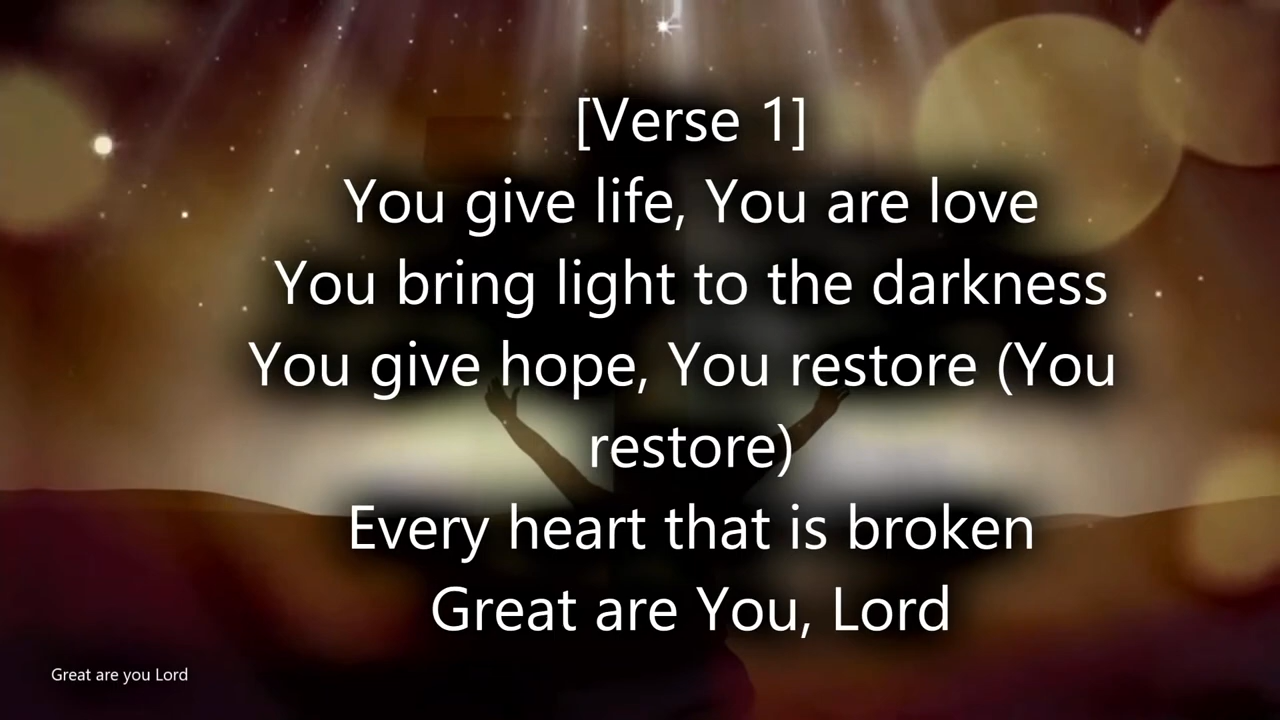 [Verse 1]
You give life, You are love
You bring light to the darkness
You give hope, You restore (You
restore)
Every heart that is broken
Great are You, Lord
Great are you Lord